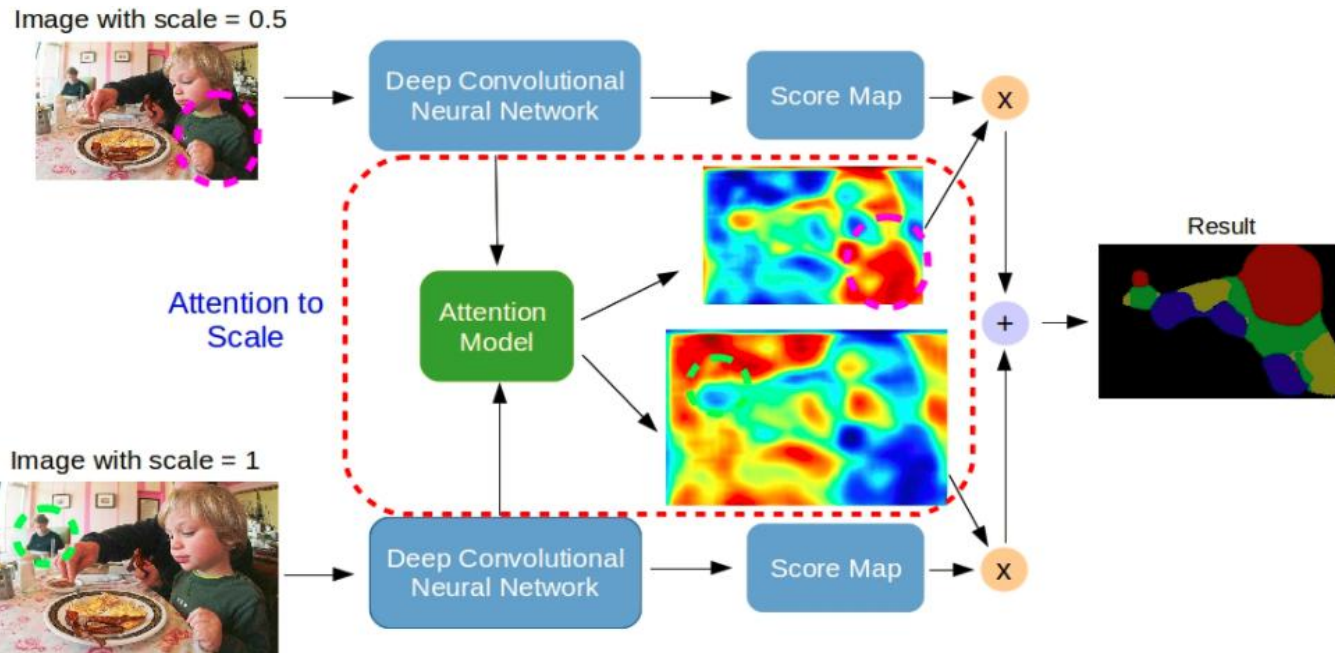 Image with scale = 0.5
Deep Convolutional
Neural Network
Score Map
x
Attention to
Scale
Attention
Model
Result
+
Image with scale = 1
Deep Convolutional
Neural Network
Score Map
x